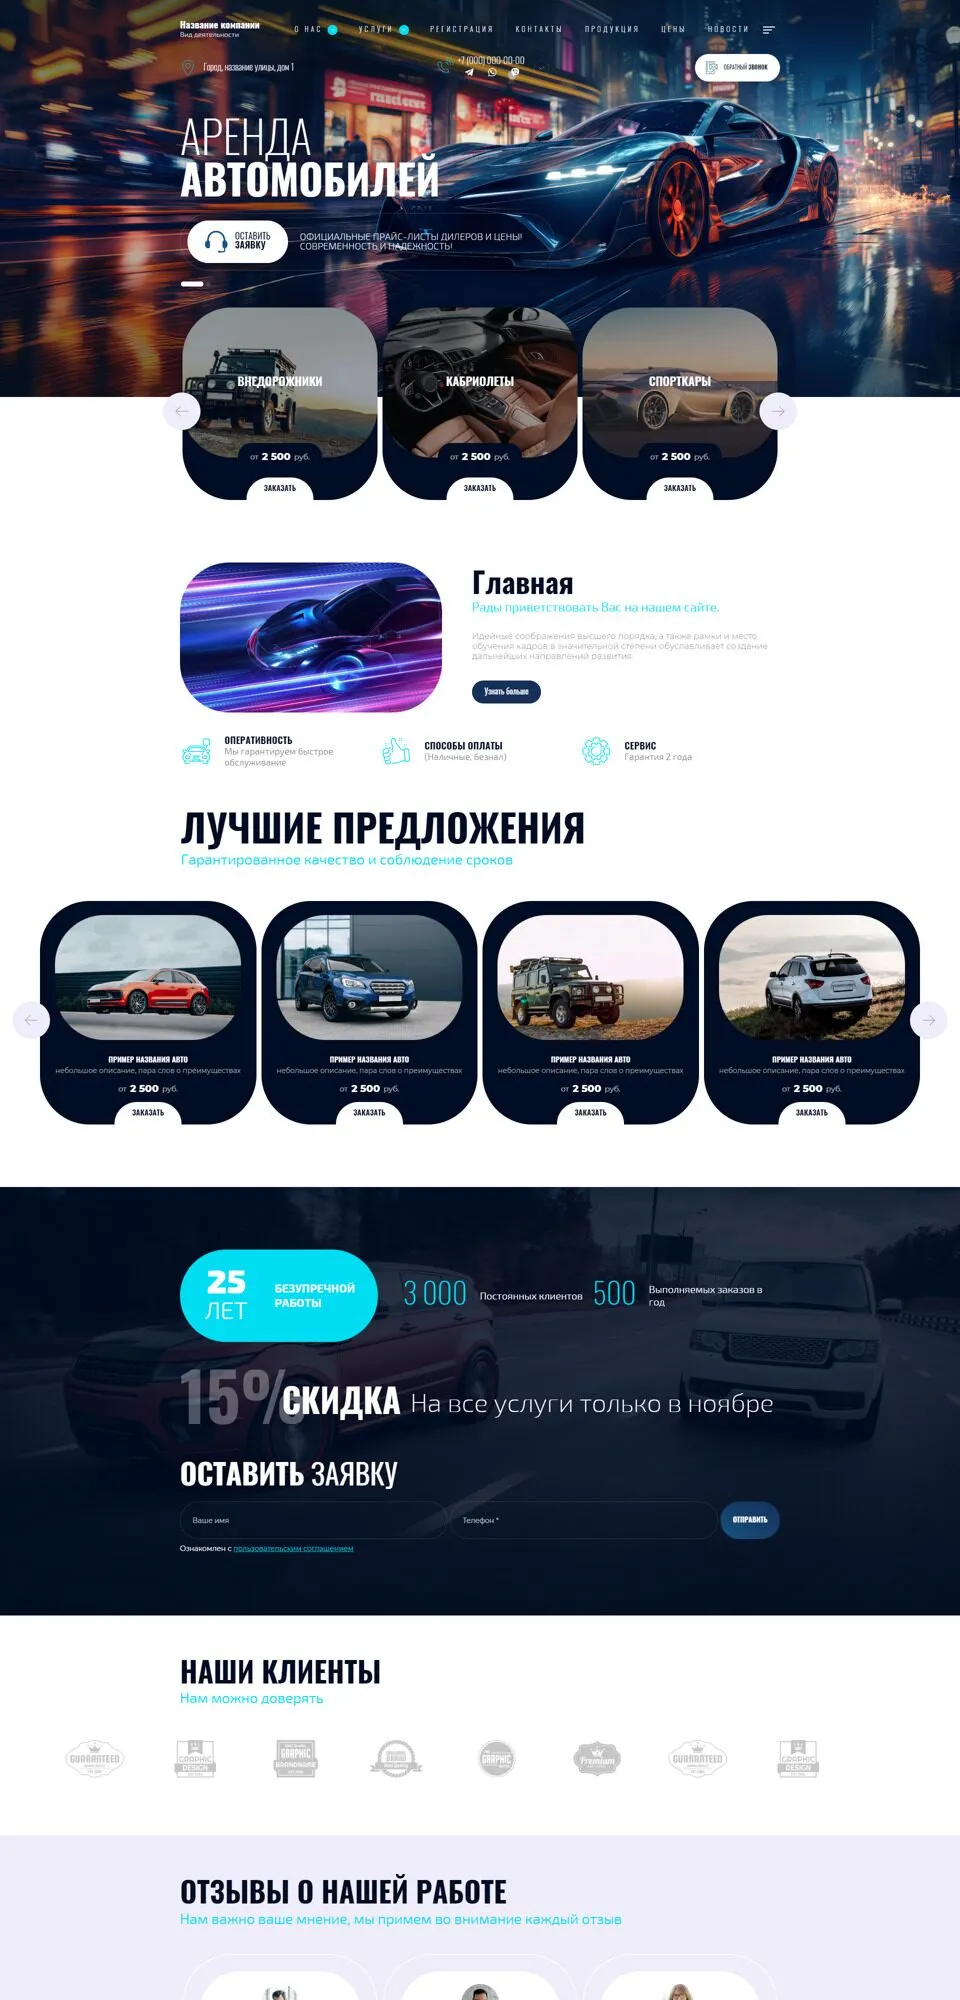 Название компании
Вид деятельности
О НАС
УСЛУГИ
РЕГИСТРАЦИЯ
КОНТАКТЫ
ПРОДУКЦИЯ
ЦЕНЫ
НОВОСТИ
Город, название улицы, дом 1
+7 (000) 000-00-00
ОБРАТНЫЙ ЗВОНОК
АРЕНДА
АВТОМОБИЛЕЙ
ОСТАВИТЬ
ЗАЯВКУ
ОФИЦИАЛЬНЫЕ ПРАЙС-ЛИСТЫ ДИЛЕРОВ И ЦЕНЫ!
СОВРЕМЕННОСТЬ И НАДЕЖНОСТЬ!
ВНЕДОРОЖНИКИ
от 2 500 руб.
ЗАКАЗАТЬ
КАБРИОЛЕТЫ
от 2 500 руб.
ЗАКАЗАТЬ
СПОРТКАРЫ
от 2 500 руб.
ЗАКАЗАТЬ
Главная
Рады приветствовать Вас на нашем сайте.
Идейные соображения высшего порядка, а также рамки и место
обучения кадров в значительной степени обуславливает создание
дальнейших направлений развития.
Узнать больше
ОПЕРАТИВНОСТЬ
Мы гарантируем быстрое
обслуживание
СПОСОБЫ ОПЛАТЫ
(Наличные, безнал)
СЕРВИС
Гарантия 2 года
ЛУЧШИЕ ПРЕДЛОЖЕНИЯ
Гарантированное качество и соблюдение сроков
ПРИМЕР НАЗВАНИЯ АВТО
небольшое описание, пара слов о преимуществах
от 2 500 руб.
ЗАКАЗАТЬ
ПРИМЕР НАЗВАНИЯ АВТО
небольшое описание, пара слов о преимуществах
от 2 500 руб.
ЗАКАЗАТЬ
ПРИМЕР НАЗВАНИЯ АВТО
небольшое описание, пара слов о преимуществах
от 2 500 руб.
ЗАКАЗАТЬ
ПРИМЕР НАЗВАНИЯ АВТО
небольшое описание, пара слов о преимуществах
от 2 500 руб.
ЗАКАЗАТЬ
25
ЛЕТ
БЕЗУПРЕЧНОЙ
РАБОТЫ
3 000 Постоянных клиентов
500 Выполняемых заказов в
год
15% СКИДКА На все услуги только в ноябре
ОСТАВИТЬ ЗАЯВКУ
Ваше имя
Телефон *
ОТПРАВИТЬ
Ознакомлен с пользовательским соглашением
НАШИ КЛИЕНТЫ
Нам можно доверять
GUARANTEED
GRAPHIC
DESIGN
GRAPHIC
BRANDNAME
GRAPHIC
Premium
GUARANTEED
GRAPHIC
DESIGN
ОТЗЫВЫ О НАШЕЙ РАБОТЕ
Нам важно ваше мнение, мы примем во внимание каждый отзыв